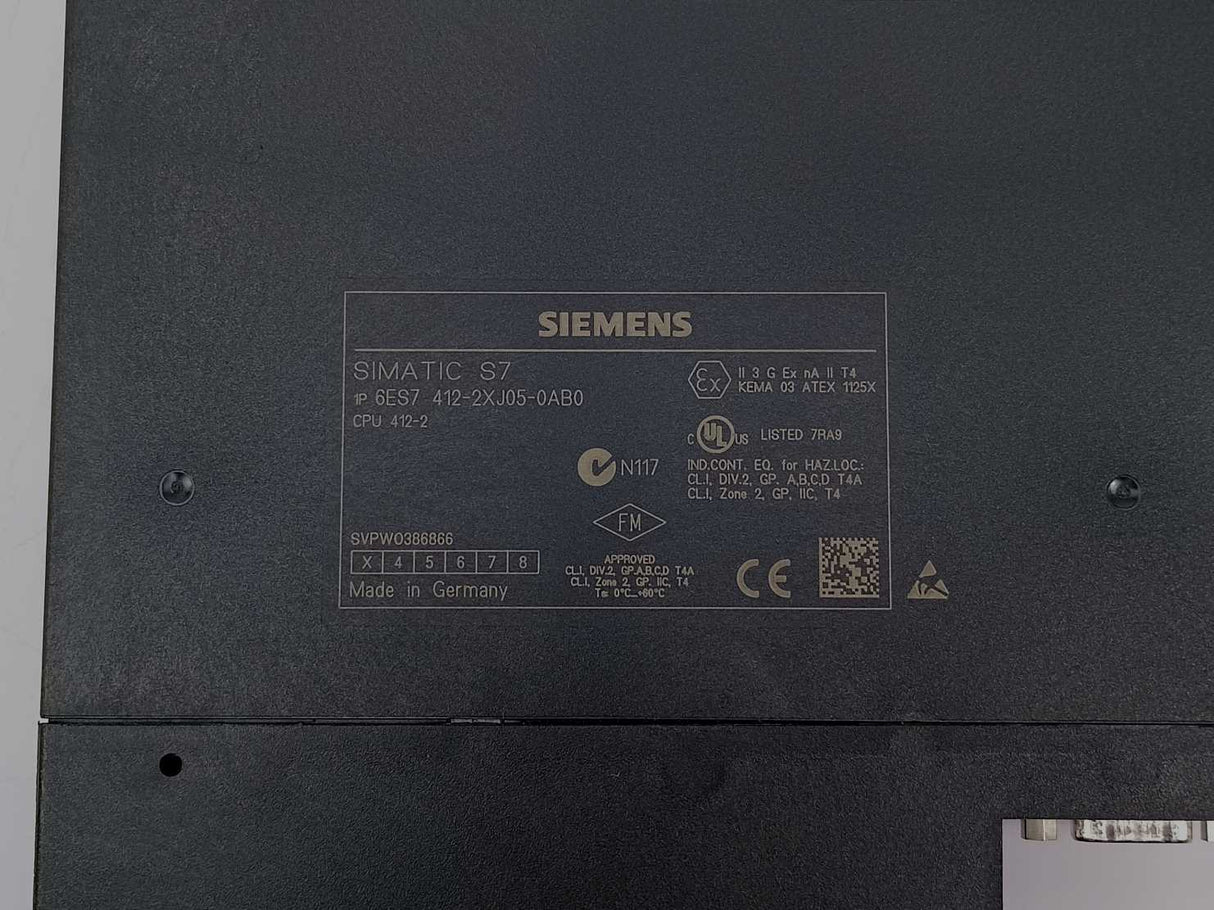 SIEMENS
SIMATIC S7
1P 6ES7 412-2XJ05-0AB0
CPU 412-2
Ex
II 3 G Ex nA II T4
KEMA 03 ATEX 1125X
C UL US LISTED 7RA9
N117
IND.CONT. EQ. for HAZ.LOC.:
CL.I, DIV.2, GP. A,B,C,D T4A
CL.I, Zone 2, GP. IIC, T4
FM
APPROVED
CL.I, DIV.2, GP.A,B,C,D T4A
CL.I, Zone 2, GP. IIC, T4
Ta: 0°C...+60°C
SVPW0386866
X 4 5 6 7 8
Made in Germany
CE